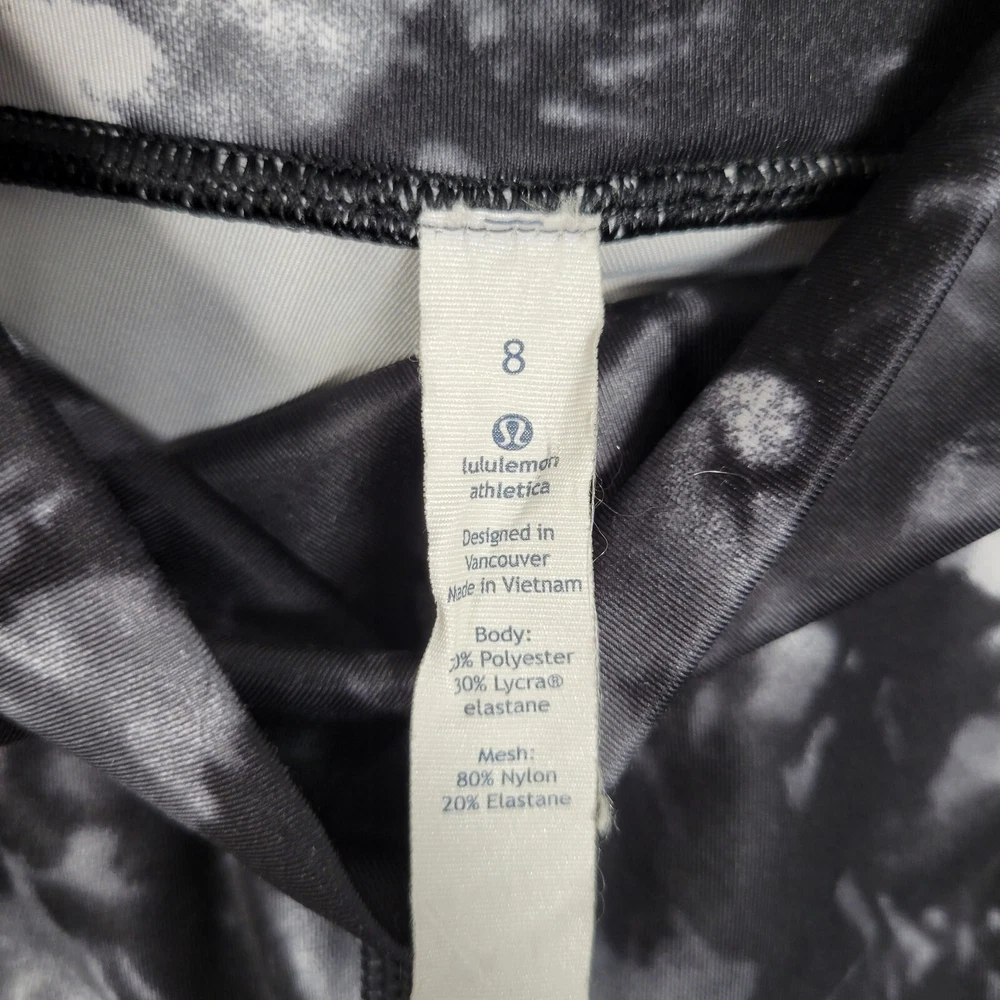 8
lululemon
athletica
Designed in
Vancouver
Made in Vietnam
Body:
0% Polyester
30% Lycra®
elastane
Mesh:
80% Nylon
20% Elastane